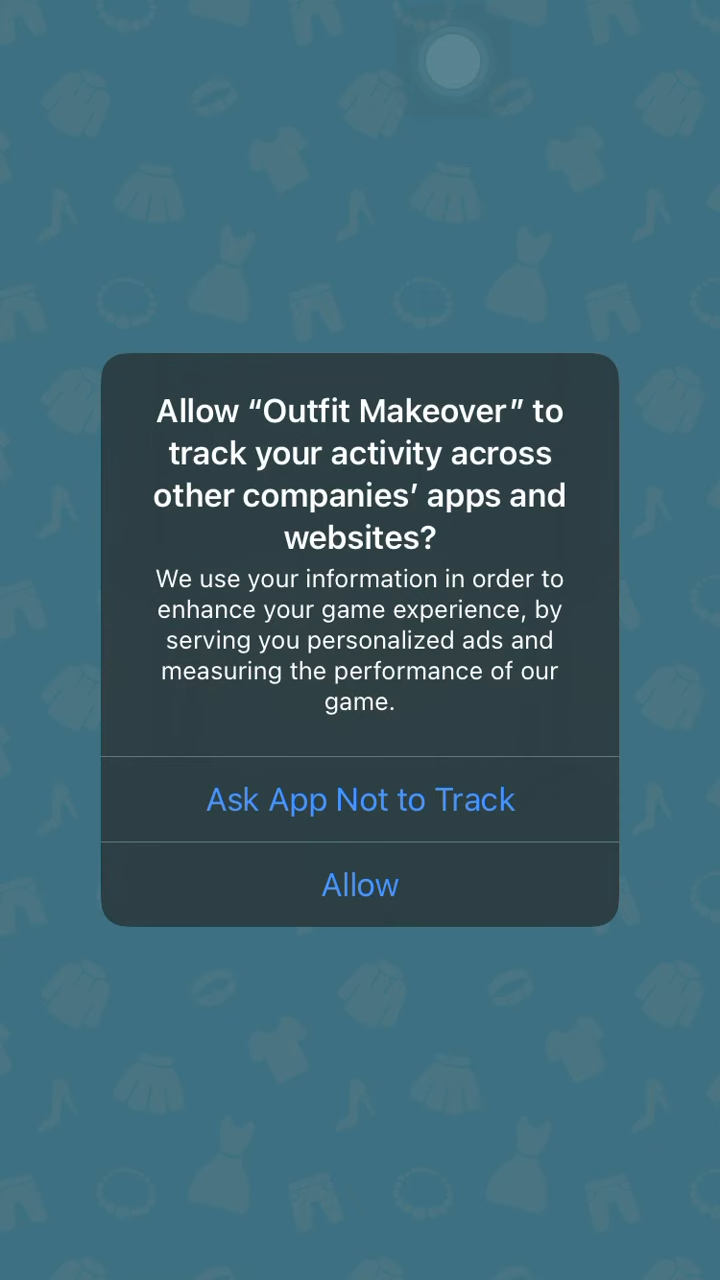 Allow “Outfit Makeover” to
track your activity across
other companies’ apps and
websites?
We use your information in order to
enhance your game experience, by
serving you personalized ads and
measuring the performance of our
game.
Ask App Not to Track
Allow